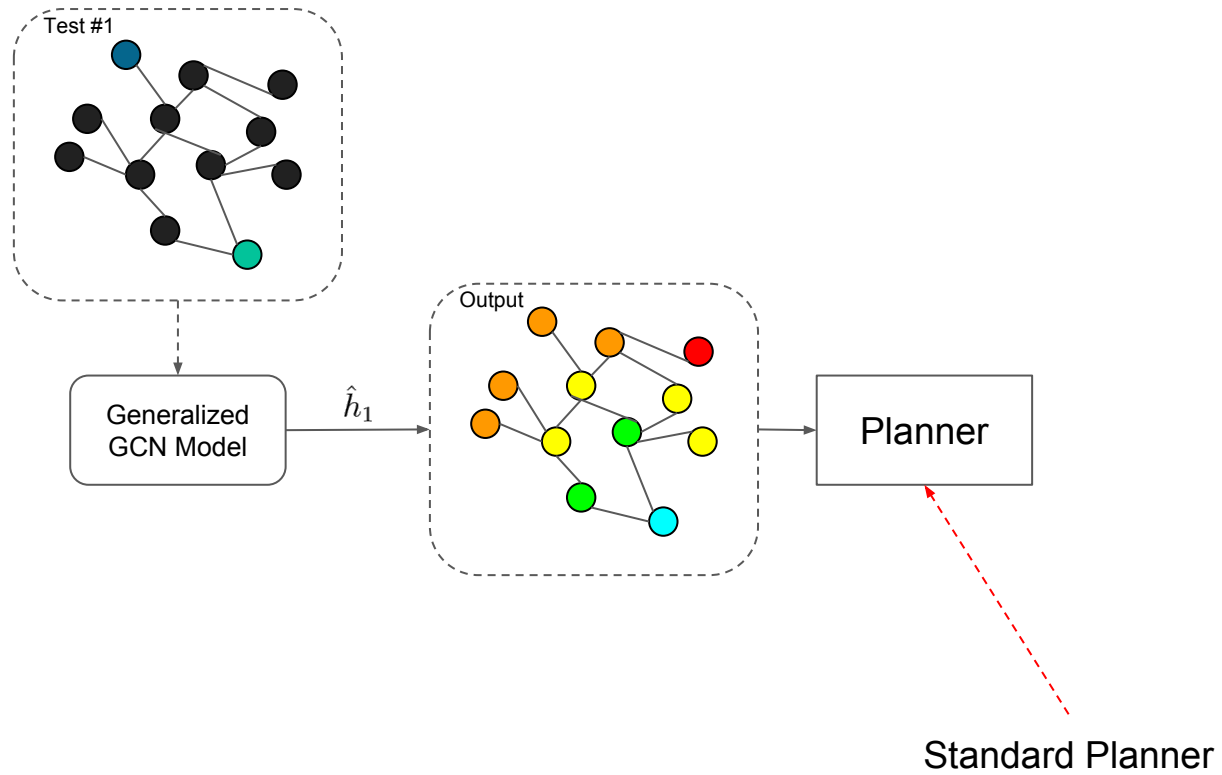 Test #1
Output
Generalized
GCN Model
ĥ₁
Planner
Standard Planner